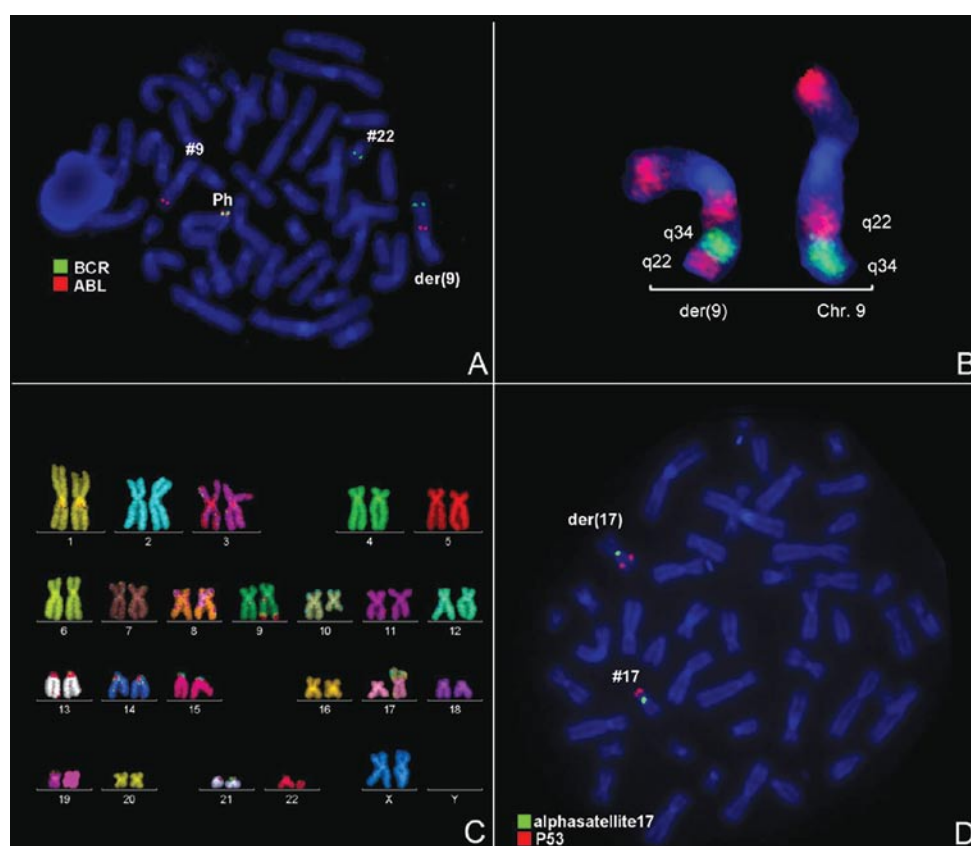 #22
#9
Ph
BCR
ABL
der(9)
A
q34
q22
q22
q34
der(9) Chr. 9
B
1 2 3 4 5
6 7 8 9 10 11 12
13 14 15 16 17 18
19 20 21 22 X Y
C
der(17)
#17
alphasatellite17
P53
D